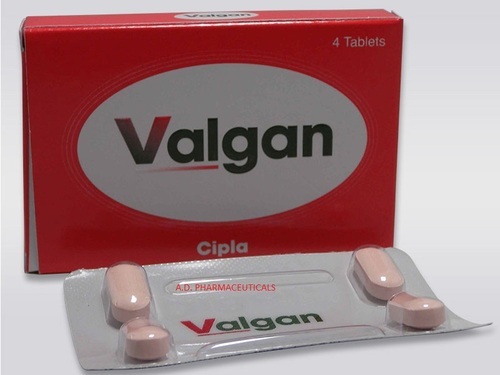 4 Tablets
Valgan
Cipla
A.D. PHARMACEUTICALS
Valgan